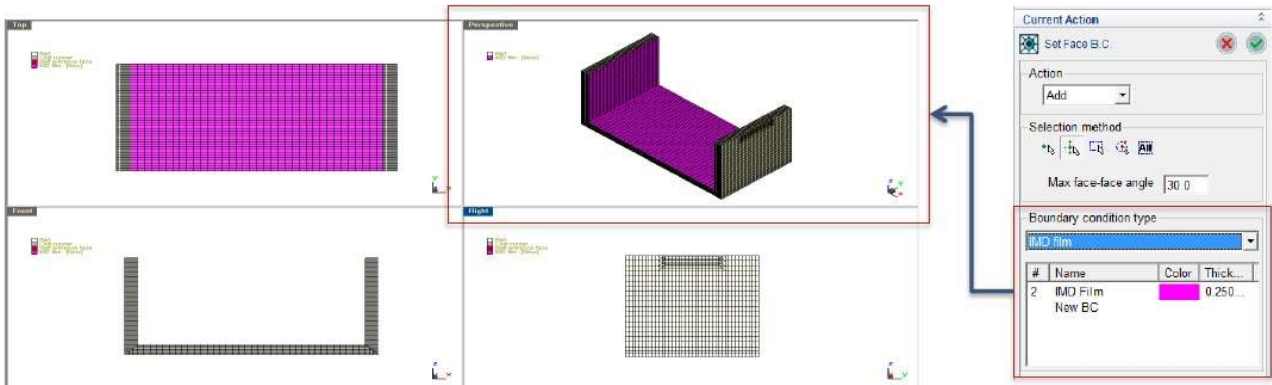 Top
Perspective
Front
Right
Current Action
Set Face B.C.
Action
Add
Selection method
All
Max face-face angle 30.0
Boundary condition type
IMD film
# Name Color Thick...
2 IMD Film 0.250...
New BC